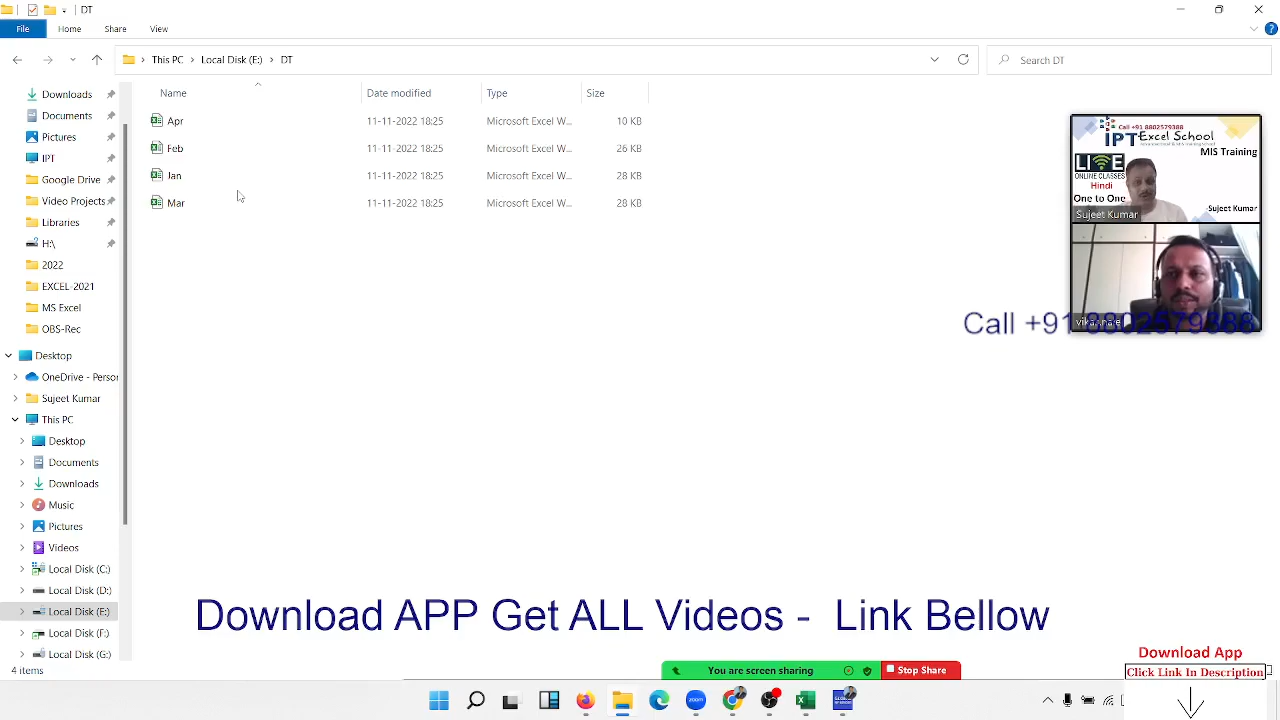 DT
File
Home
Share
View
This PC
Local Disk (E:)
DT
Search DT
Name
Date modified
Type
Size
Apr
11-11-2022 18:25
Microsoft Excel W...
10 KB
Feb
11-11-2022 18:25
Microsoft Excel W...
26 KB
Jan
11-11-2022 18:25
Microsoft Excel W...
28 KB
Mar
11-11-2022 18:25
Microsoft Excel W...
28 KB
Downloads
Documents
Pictures
IPT
Google Drive
Video Projects
Libraries
H:\
2022
EXCEL-2021
MS Excel
OBS-Rec
Desktop
OneDrive - Perso
Sujeet Kumar
This PC
Desktop
Documents
Downloads
Music
Pictures
Videos
Local Disk (C:)
Local Disk (D:)
Local Disk (E:)
Local Disk (F:)
Local Disk (G:)
4 items
Call +91 8802579388
IPT Excel School
MIS Training
LIVE
ONLINE CLASSES
Hindi
One to One
-Sujeet Kumar
Sujeet Kumar
Call +91 8802579388
Download APP Get ALL Videos - Link Bellow
You are screen sharing
Stop Share
Download App
Click Link In Description
zoom